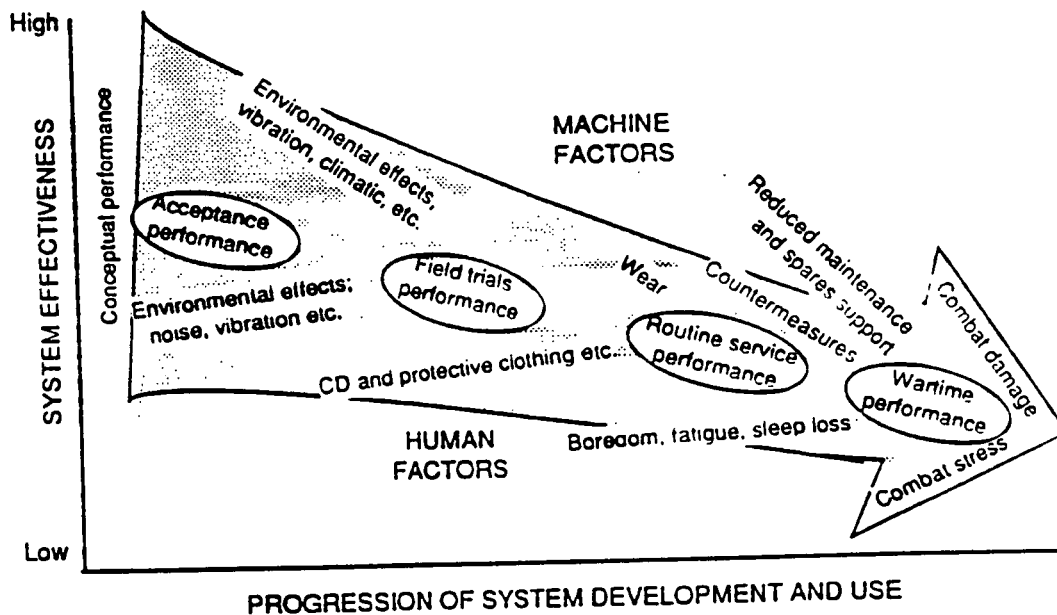 High
SYSTEM EFFECTIVENESS
Low
Conceptual performance
Environmental effects,
vibration, climatic, etc.
MACHINE
FACTORS
Acceptance
performance
Environmental effects;
noise, vibration etc.
Field trials
performance
Wear
Countermeasures
Reduced maintenance
and spares support
Combat damage
Routine service
performance
CD and protective clothing etc.
Wartime
performance
HUMAN
FACTORS
Boredom, fatigue, sleep loss
Combat stress
PROGRESSION OF SYSTEM DEVELOPMENT AND USE